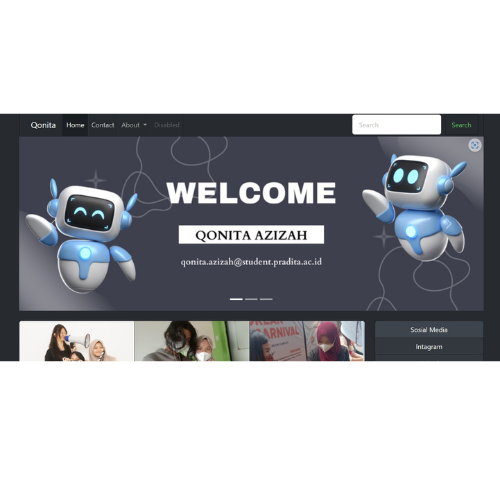 Qonita Home Contact About Disabled Search Search
WELCOME
QONITA AZIZAH
qonita.azizah@student.pradita.ac.id
CARNIVAL
Sosial Media
Intagram